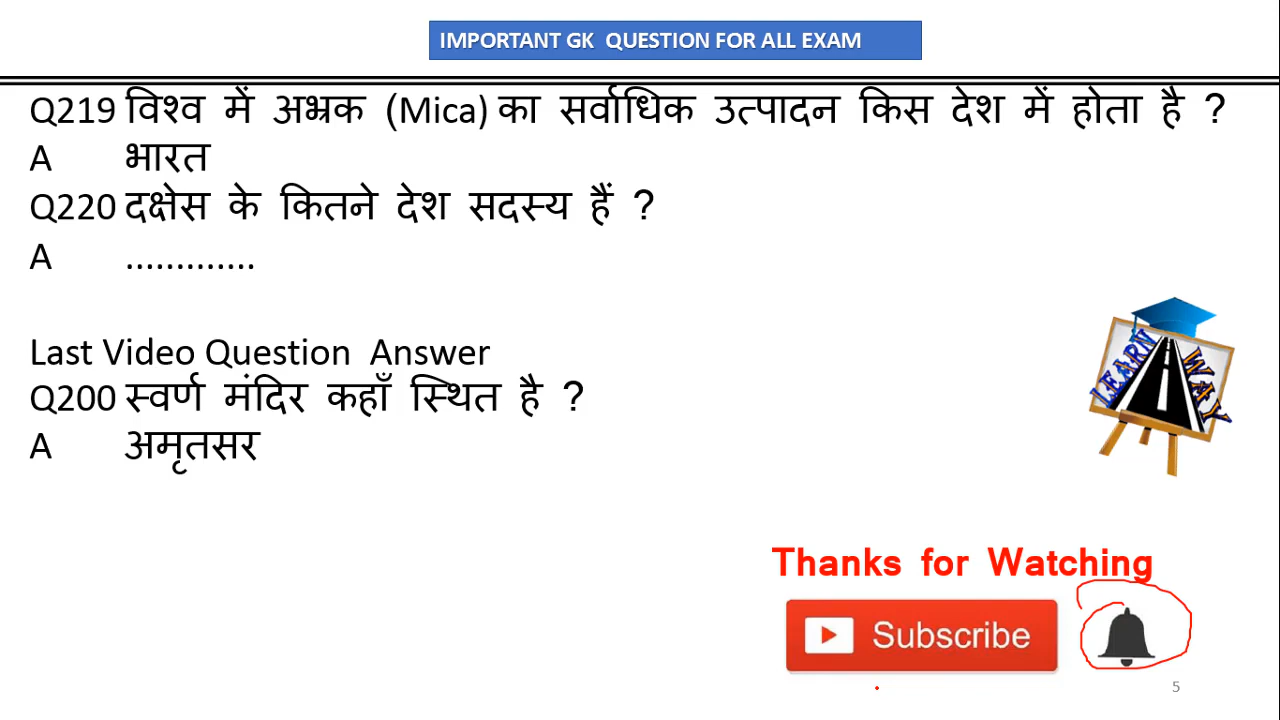 IMPORTANT GK QUESTION FOR ALL EXAM
Q219 विश्व में अभ्रक (Mica) का सर्वाधिक उत्पादन किस देश में होता है ?
A भारत
Q220 दक्षेस के कितने देश सदस्य हैं ?
A .............
Last Video Question Answer
Q200 स्वर्ण मंदिर कहाँ स्थित है ?
A अमृतसर
LEARN WAY
Thanks for Watching
Subscribe
5